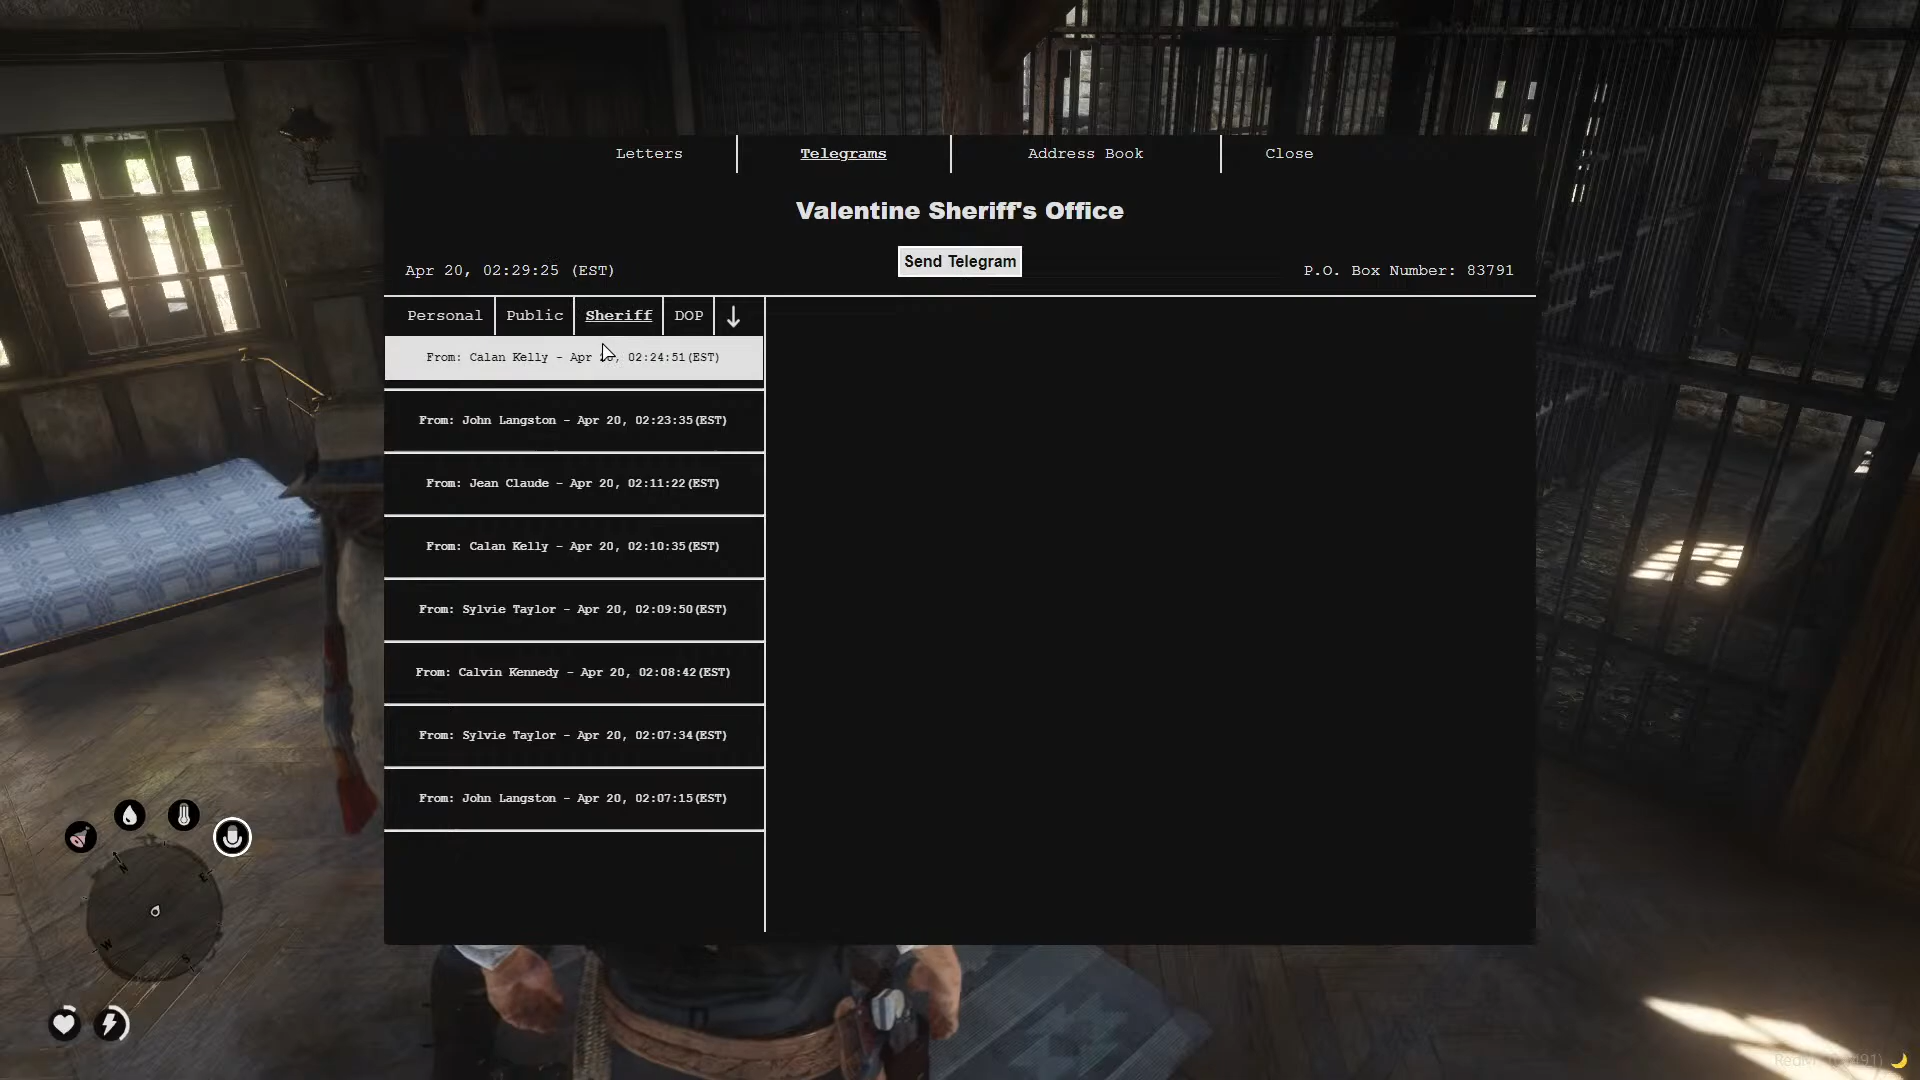 Letters
Telegrams
Address Book
Close
Valentine Sheriff's Office
Apr 20, 02:29:25 (EST)
Send Telegram
P.O. Box Number: 83791
Personal
Public
Sheriff
DOP
From: Calan Kelly - Apr 20, 02:24:51(EST)
From: John Langston - Apr 20, 02:23:35(EST)
From: Jean Claude - Apr 20, 02:11:22(EST)
From: Calan Kelly - Apr 20, 02:10:35(EST)
From: Sylvie Taylor - Apr 20, 02:09:50(EST)
From: Calvin Kennedy - Apr 20, 02:08:42(EST)
From: Sylvie Taylor - Apr 20, 02:07:34(EST)
From: John Langston - Apr 20, 02:07:15(EST)
N
E
W
S